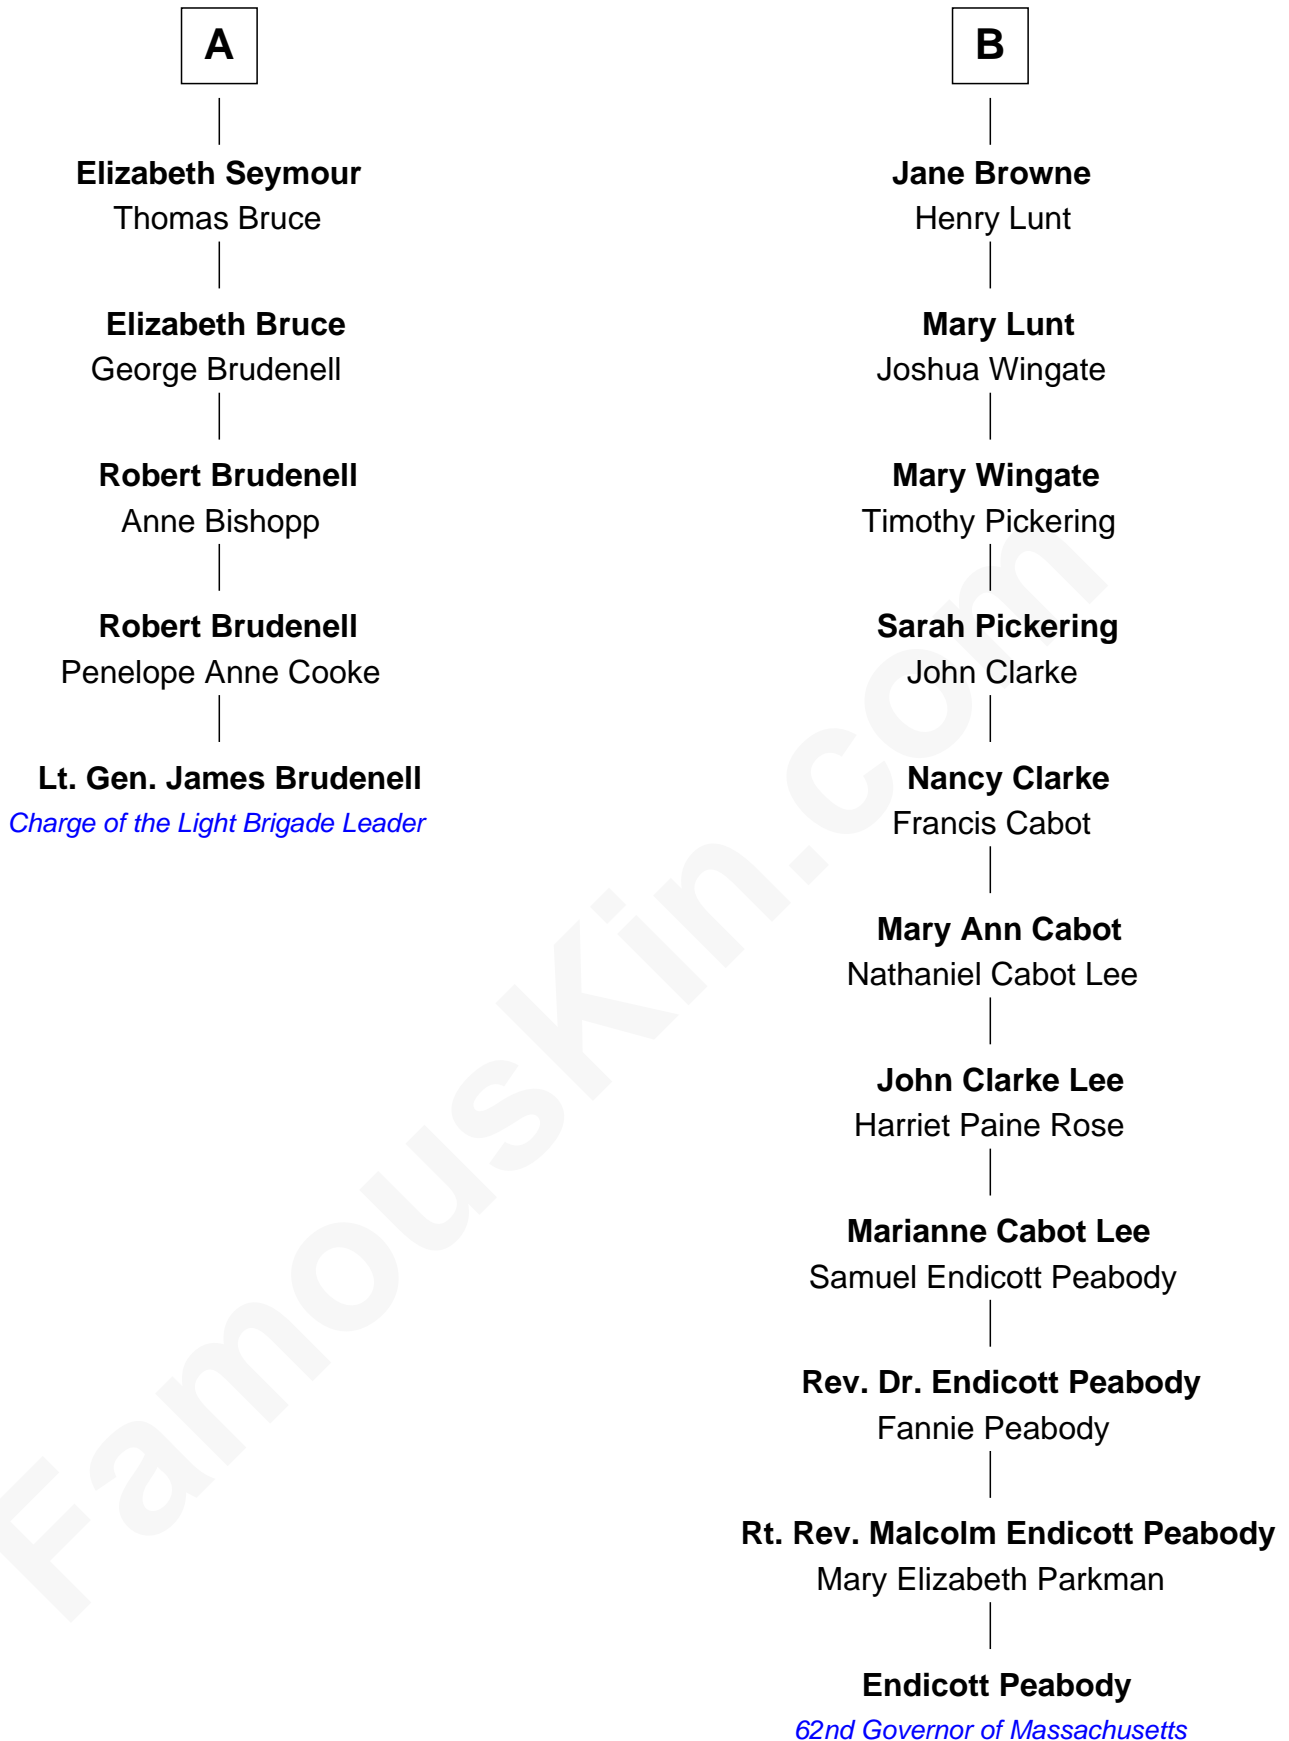 A
Elizabeth Seymour
Thomas Bruce
Elizabeth Bruce
George Brudenell
Robert Brudenell
Anne Bishopp
Robert Brudenell
Penelope Anne Cooke
Lt. Gen. James Brudenell
Charge of the Light Brigade Leader
B
Jane Browne
Henry Lunt
Mary Lunt
Joshua Wingate
Mary Wingate
Timothy Pickering
Sarah Pickering
John Clarke
Nancy Clarke
Francis Cabot
Mary Ann Cabot
Nathaniel Cabot Lee
John Clarke Lee
Harriet Paine Rose
Marianne Cabot Lee
Samuel Endicott Peabody
Rev. Dr. Endicott Peabody
Fannie Peabody
Rt. Rev. Malcolm Endicott Peabody
Mary Elizabeth Parkman
Endicott Peabody
62nd Governor of Massachusetts
FamousKin.com